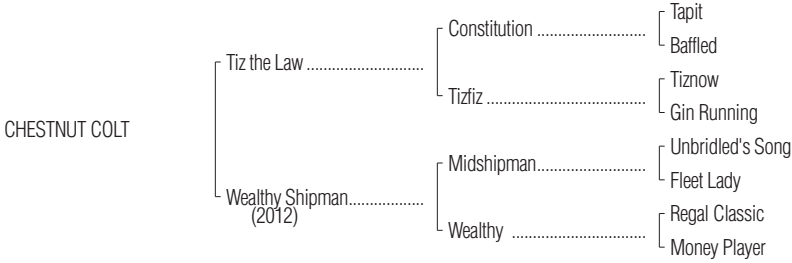 Tapit
Constitution ............................
Baffled
Tiz the Law ..............................
Tiznow
Tizfiz .........................................
Gin Running
CHESTNUT COLT
Unbridled's Song
Midshipman............................
Fleet Lady
Wealthy Shipman...................
(2012)
Regal Classic
Wealthy ..................................
Money Player